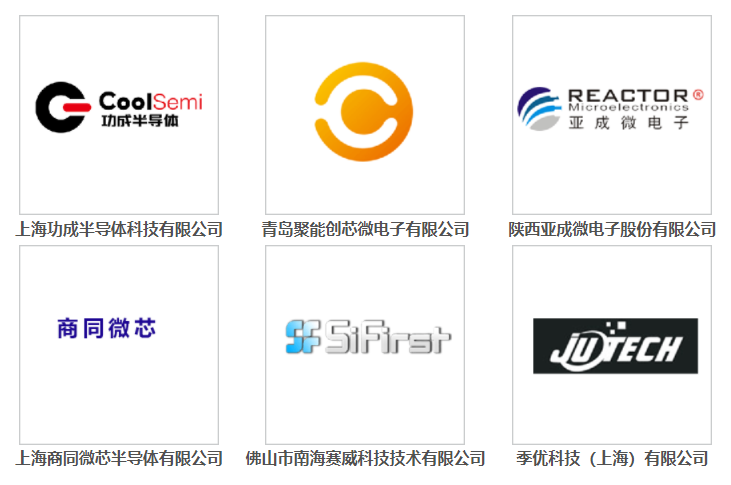 CoolSemi
功成半导体
REACTOR®
Microelectronics
亚成微电子
上海功成半导体科技有限公司
青岛聚能创芯微电子有限公司
陕西亚成微电子股份有限公司
商同微芯
SiFirst
JUTECH
上海商同微芯半导体有限公司
佛山市南海赛威科技技术有限公司
季优科技（上海）有限公司